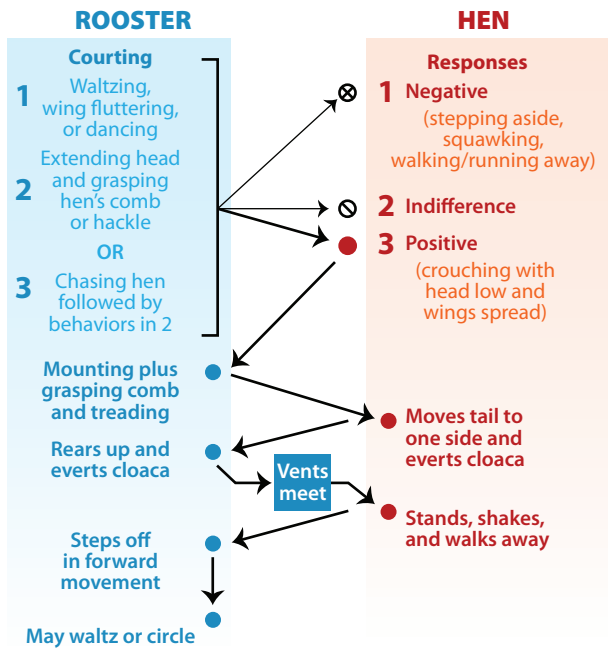 ROOSTER
Courting
1 Waltzing,
wing fluttering,
or dancing
2 Extending head
and grasping
hen's comb
or hackle
OR
3 Chasing hen
followed by
behaviors in 2
Mounting plus
grasping comb
and treading
Rears up and
everts cloaca
Vents
meet
Steps off
in forward
movement
May waltz or circle
HEN
Responses
1 Negative
(stepping aside,
squawking,
walking/running away)
2 Indifference
3 Positive
(crouching with
head low and
wings spread)
Moves tail to
one side and
everts cloaca
Stands, shakes,
and walks away